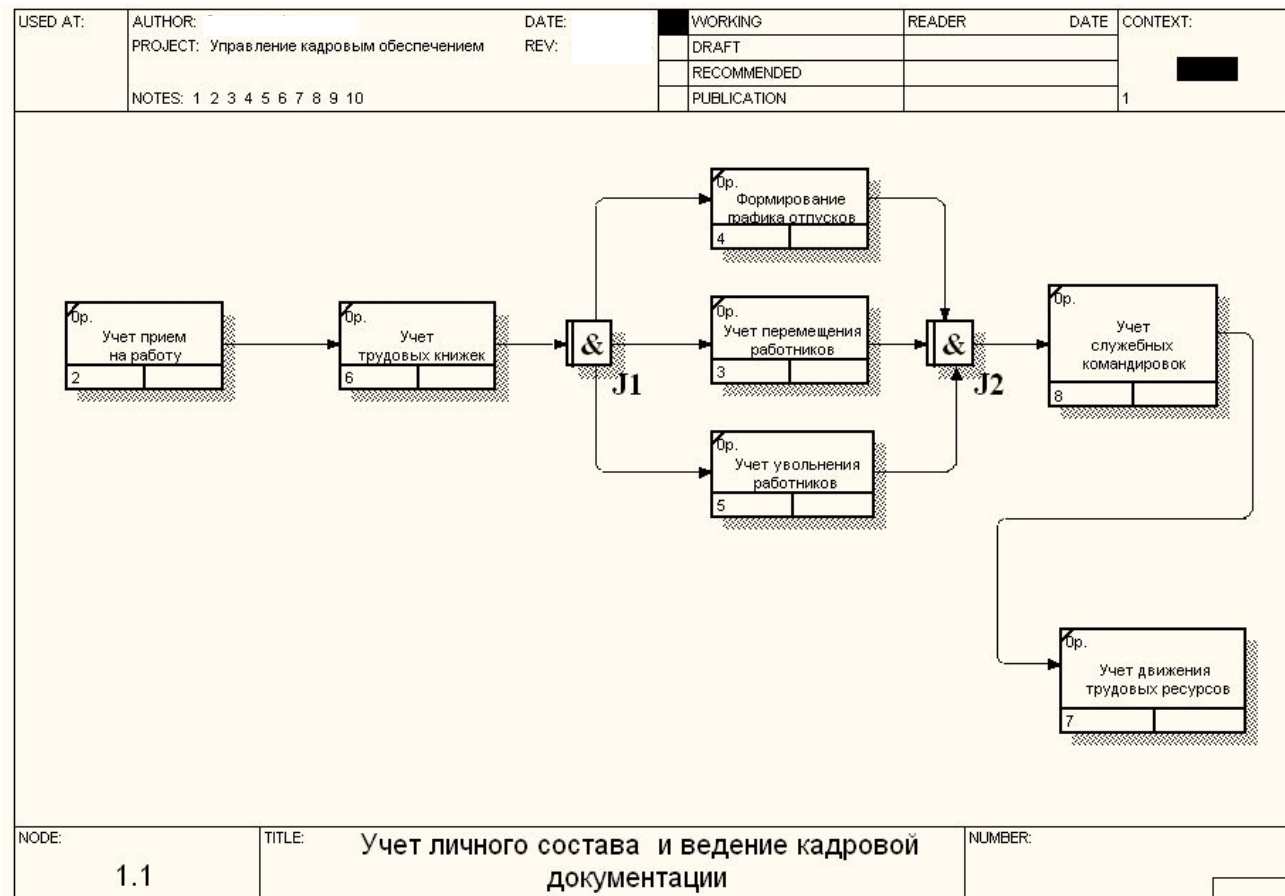 USED AT:
AUTHOR:
DATE:
WORKING
READER
DATE
CONTEXT:
PROJECT: Управление кадровым обеспечением
REV:
DRAFT
RECOMMENDED
NOTES: 1 2 3 4 5 6 7 8 9 10
PUBLICATION
1
0р.
Формирование
графика отпусков
4
0р.
Учет прием
на работу
2
0р.
Учет
трудовых книжек
6
&
J1
0р.
Учет перемещения
работников
3
&
J2
0р.
Учет
служебных
командировок
8
0р.
Учет увольнения
работников
5
0р.
Учет движения
трудовых ресурсов
7
NODE:
1.1
TITLE:
Учет личного состава и ведение кадровой
документации
NUMBER: